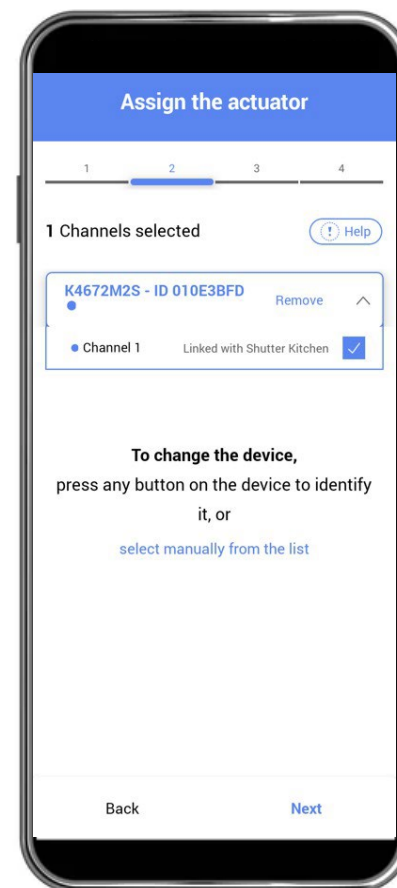 Assign the actuator
1 2 3 4
1 Channels selected
Help
K4672M2S - ID 010E3BFD
Remove
Channel 1 Linked with Shutter Kitchen
To change the device,
press any button on the device to identify
it, or
select manually from the list
Back Next